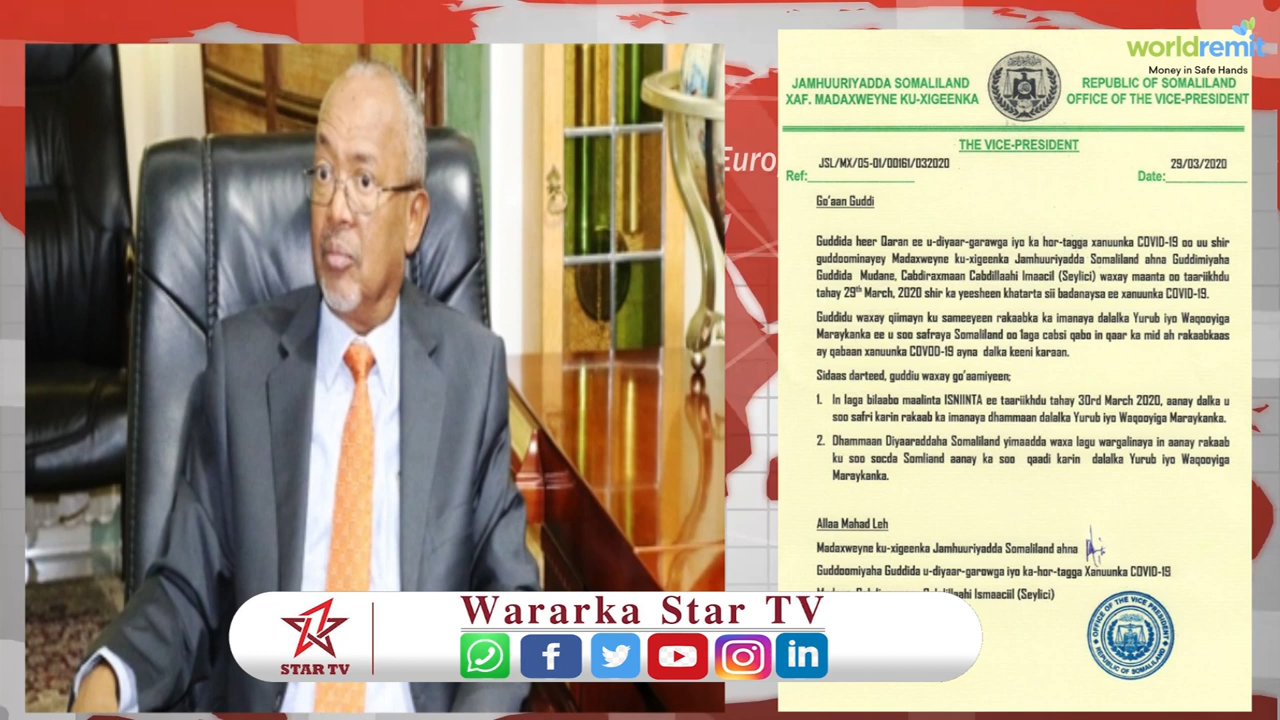 worldremit
Money in Safe Hands
Euro
JAMHUURIYADDA SOMALILAND
XAF. MADAXWEYNE KU-XIGEENKA
REPUBLIC OF SOMALILAND
OFFICE OF THE VICE-PRESIDENT
THE VICE-PRESIDENT
Ref: JSL/MX/05-01/00161/032020
Date: 29/03/2020
Go'aan Guddi
Guddida heer Qaran ee u-diyaar-garawga iyo ka hor-tagga xanuunka COVID-19 oo uu shir
guddoominayey Madaxweyne ku-xigeenka Jamhuuriyadda Somaliland ahna Guddimiyaha
Guddida Mudane, Cabdiraxmaan Cabdillaahi Imaacil (Seylici) waxay maanta oo taariikhdu
tahay 29th March, 2020 shir ka yeesheen khatarta sii badanaysa ee xanuunka COVID-19.
Guddidu waxay qiimayn ku sameeyeen rakaabka ka imanaya dalalka Yurub iyo Waqooyiga
Maraykanka ee u soo safraya Somaliland oo laga cabsi qabo in qaar ka mid ah rakaabkaas
ay qabaan xanuunka COVOD-19 ayna dalka keeni karaan.
Sidaas darteed, guddiu waxay go'aamiyeen;
1. In laga bilaabo maalinta ISNIINTA ee taariikhdu tahay 30rd March 2020, aanay dalka u
soo safri karin rakaab ka imanaya dhammaan dalalka Yurub iyo Waqooyiga Maraykanka.
2. Dhammaan Diyaaraddaha Somaliland yimaadda waxa lagu wargalinaya in aanay rakaab
ku soo socda Somliand aanay ka soo qaadi karin dalalka Yurub iyo Waqooyiga
Maraykanka.
Allaa Mahad Leh
Madaxweyne ku-xigeenka Jamhuuriyadda Somaliland ahna
Guddoomiyaha Guddida u-diyaar-garowga iyo ka-hor-tagga Xanuunka COVID-19
Ismaaciil (Seylici)
OFFICE OF THE VICE PRESIDENT
REPUBLIC OF SOMALILAND
Wararka Star TV
STAR TV